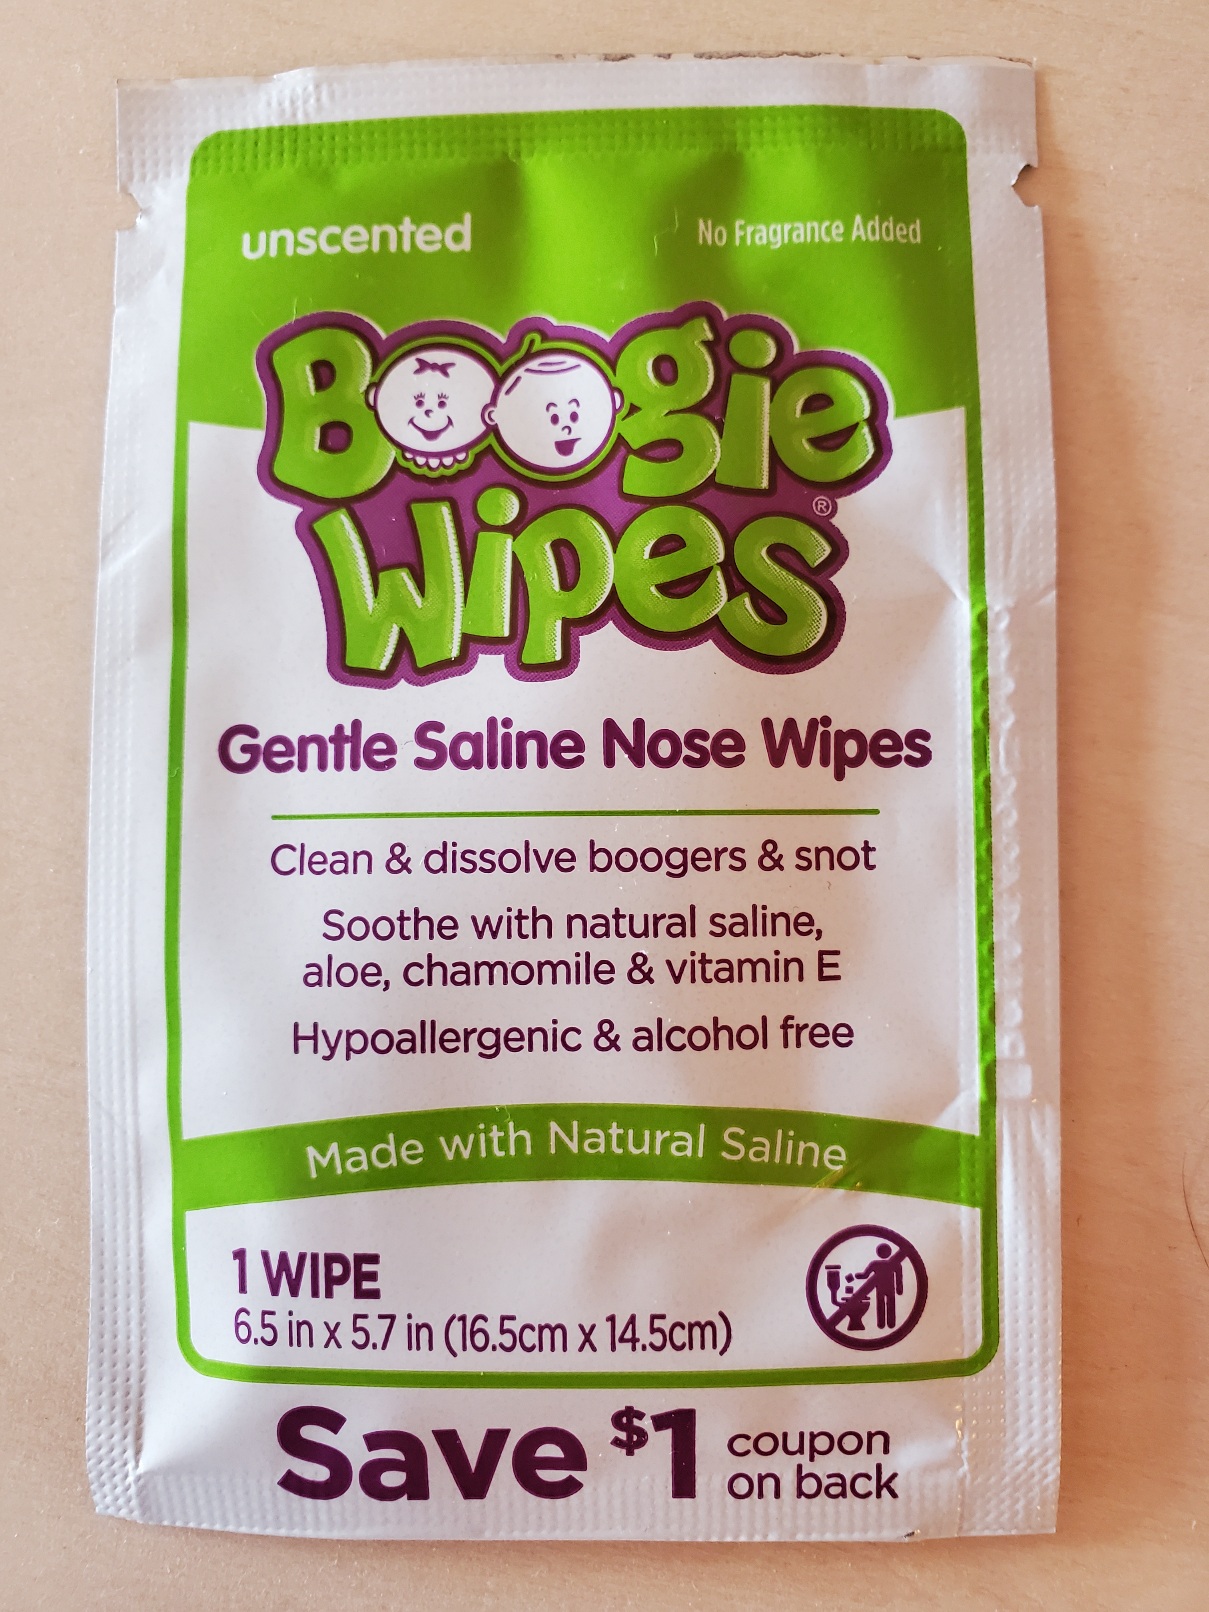 unscented
No Fragrance Added
Boogie
Wipes®
Gentle Saline Nose Wipes
Clean & dissolve boogers & snot
Soothe with natural saline,
aloe, chamomile & vitamin E
Hypoallergenic & alcohol free
Made with Natural Saline
1 WIPE
6.5 in x 5.7 in (16.5cm x 14.5cm)
Save $1
coupon
on back